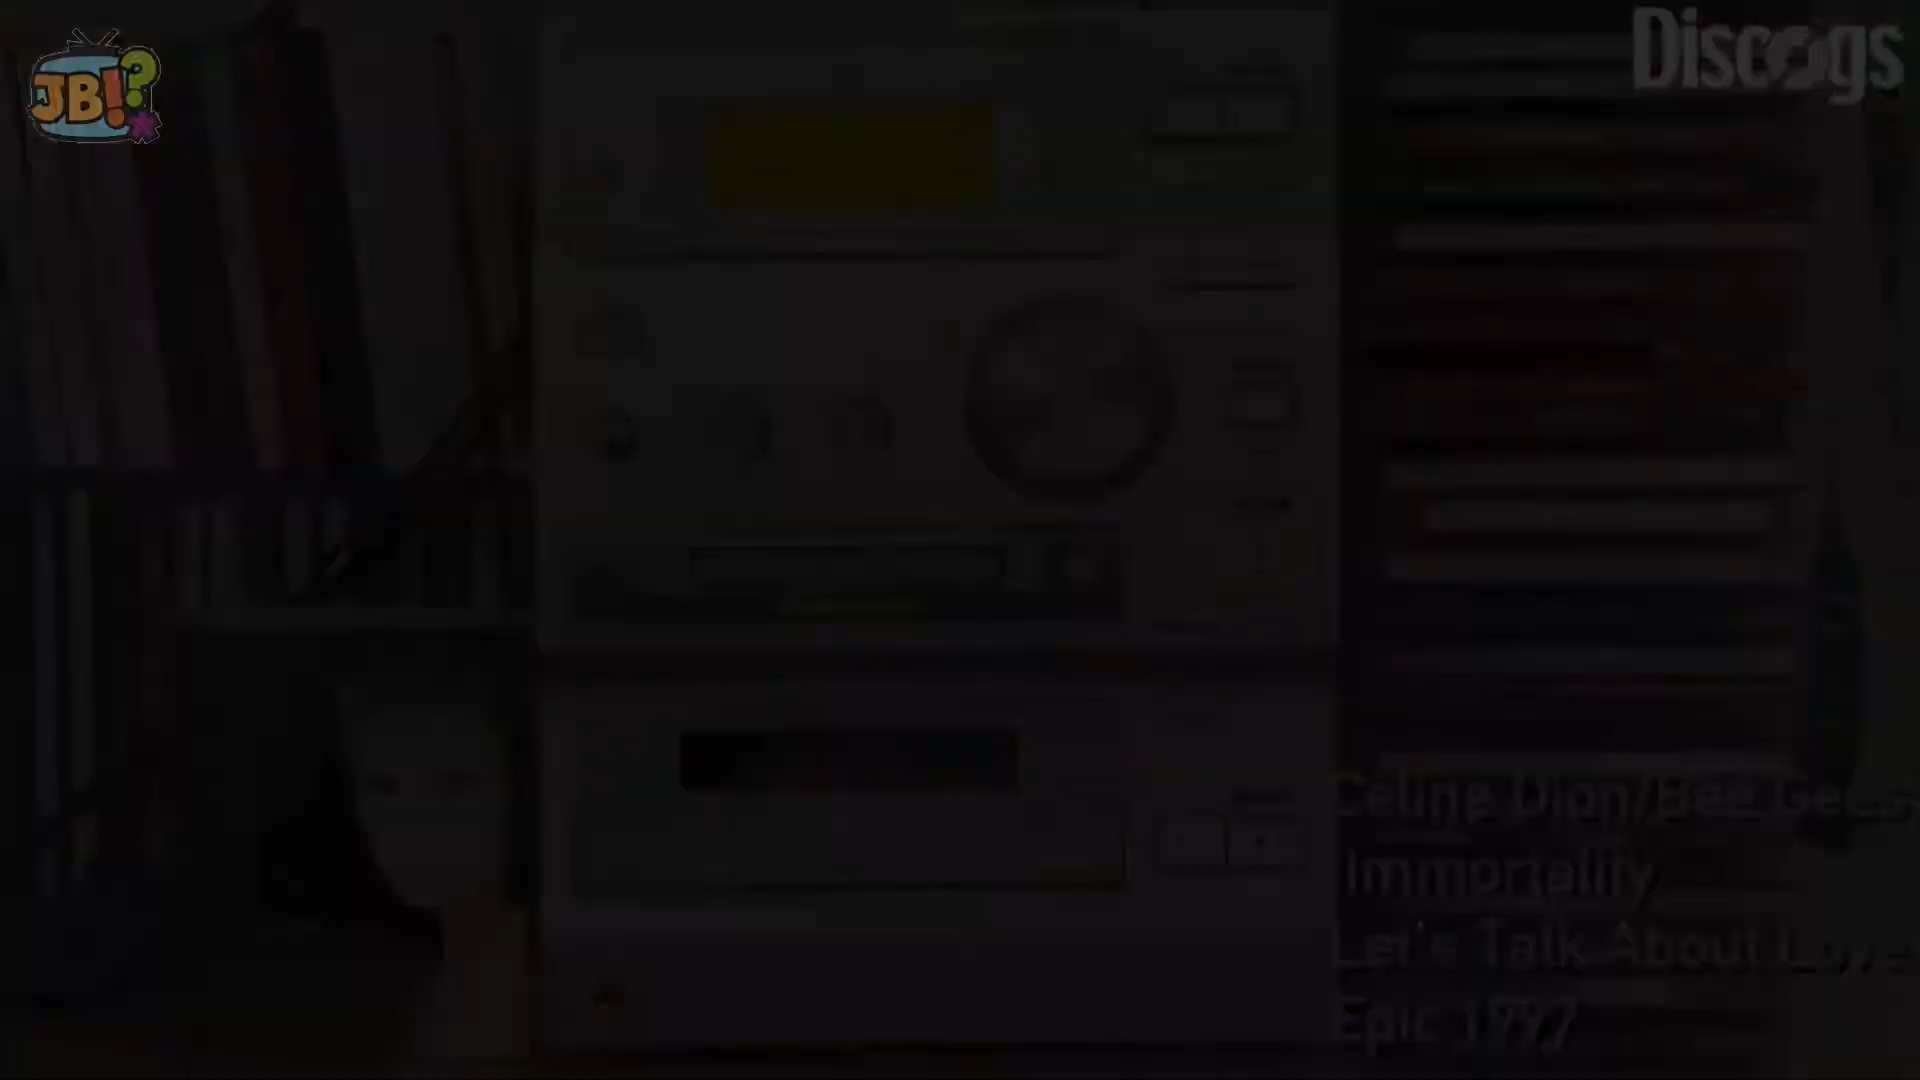 JB!?*
Discogs
Celine Dion/Bee Gees
Immortality
Let's Talk About Love
Epic 1997